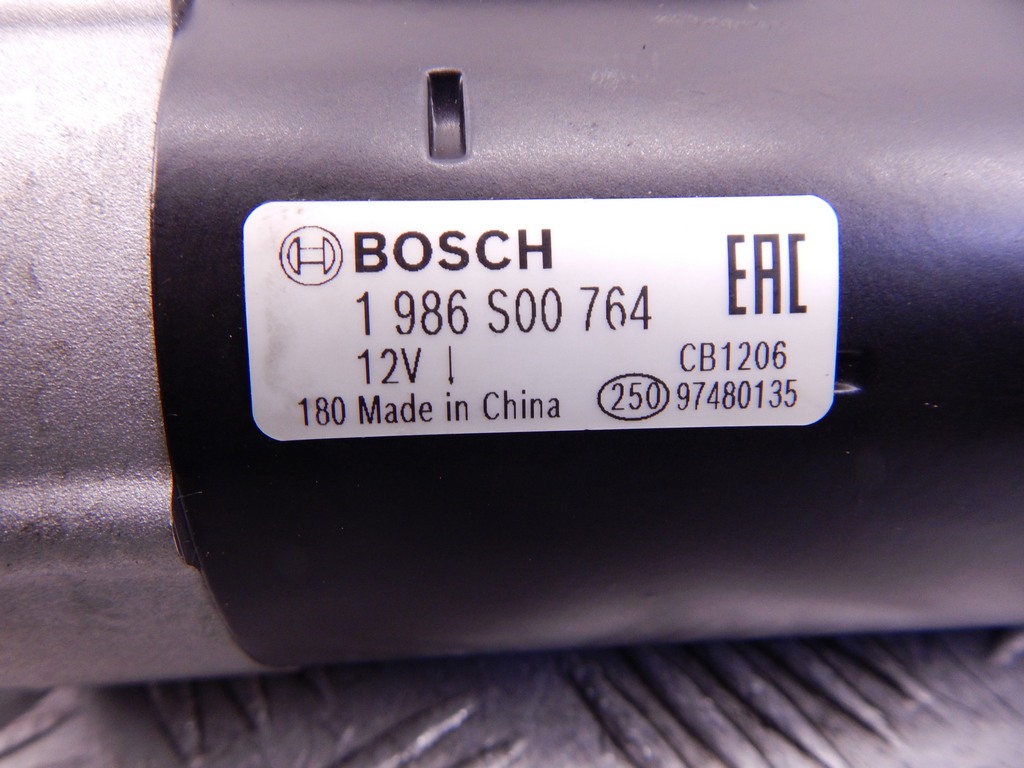 BOSCH
EAC
1 986 S00 764
12V ↓
CB1206
180 Made in China
250 97480135